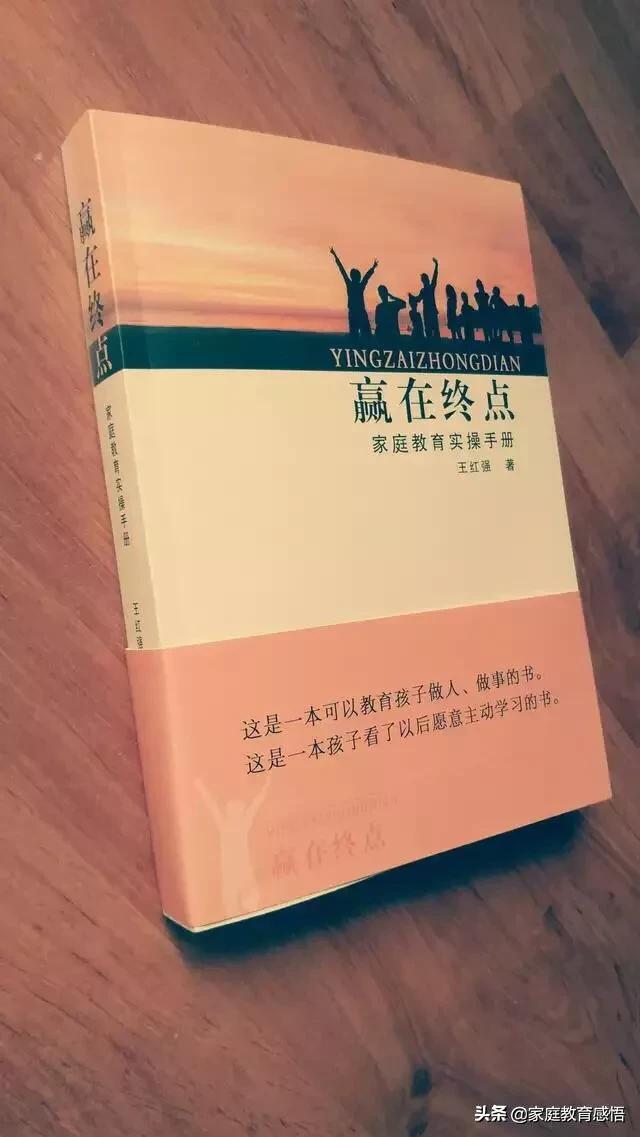 赢在终点
家庭教育实操手册
王红强
YINGZAIZHONGDIAN
赢在终点
家庭教育实操手册
王红强 著
这是一本可以教育孩子做人、做事的书。
这是一本孩子看了以后愿意主动学习的书。
YINGZAIZHONGDIAN
赢在终点
头条 @家庭教育感悟